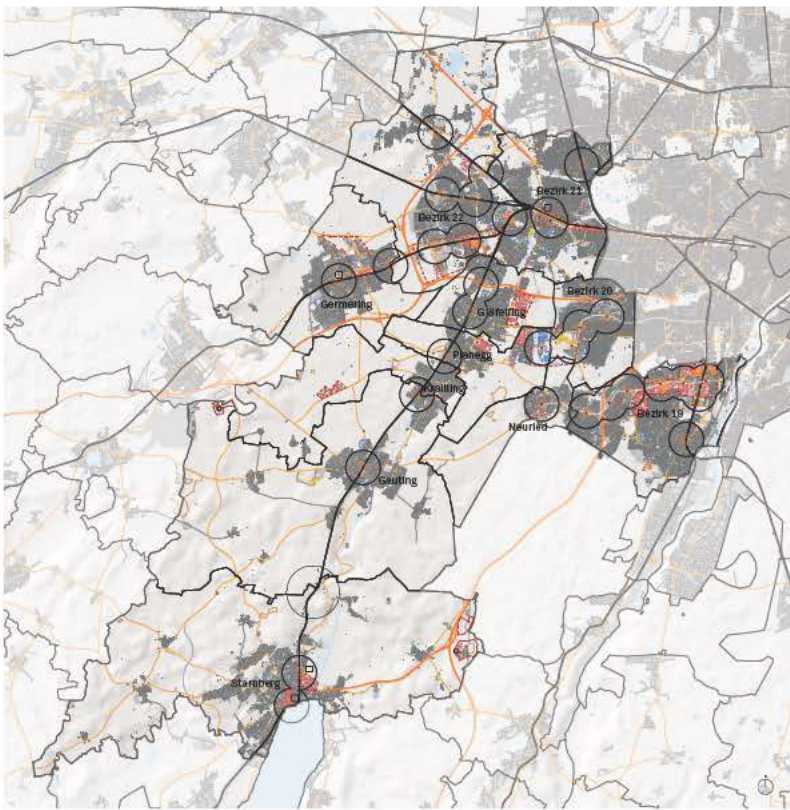 Bezirk 21
Bezirk 22
Germering
Gräfelfing
Bezirk 20
Planegg
Krailling
Bezirk 19
Neuried
Gauting
Starnberg